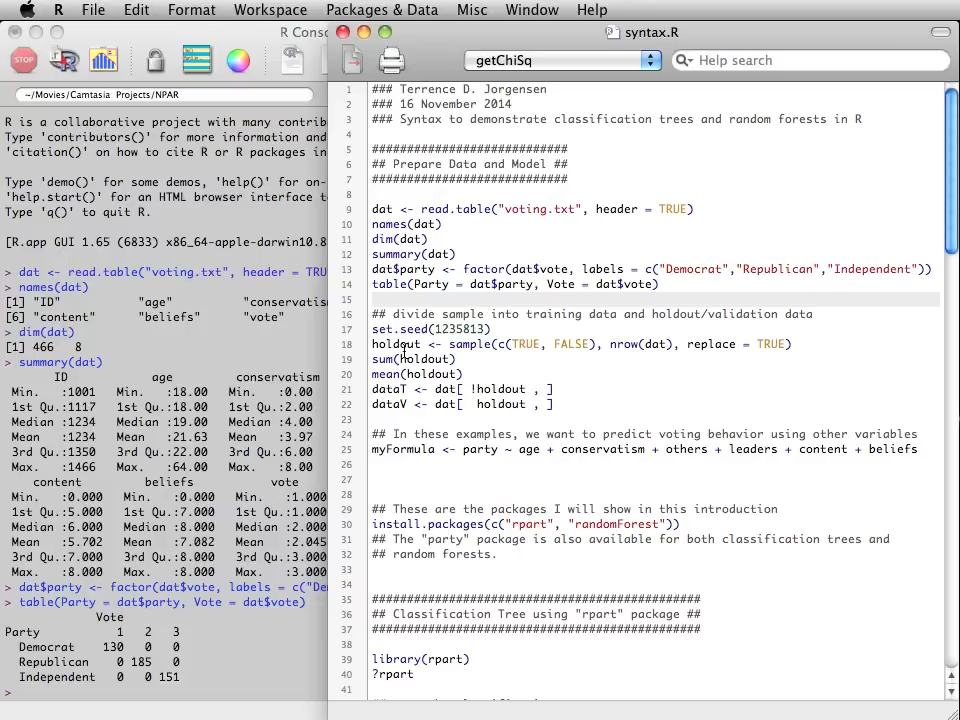 R File Edit Format Workspace Packages & Data Misc Window Help
R Conso
syntax.R
STOP
R
getChiSq
Help search
~/Movies/Camtasia Projects/NPAR
R is a collaborative project with many contrib
Type 'contributors()' for more information and
'citation()' on how to cite R or R packages in
Type 'demo()' for some demos, 'help()' for on-
'help.start()' for an HTML browser interface t
Type 'q()' to quit R.
[R.app GUI 1.65 (6833) x86_64-apple-darwin10.8
> dat <- read.table("voting.txt", header = TRU
> names(dat)
[1] "ID" "age" "conservatis
[6] "content" "beliefs" "vote"
> dim(dat)
[1] 466 8
> summary(dat)
ID age conservatism
Min. :1001 Min. :18.00 Min. :0.00
1st Qu.:1117 1st Qu.:18.00 1st Qu.:2.00
Median :1234 Median :19.00 Median :4.00
Mean :1234 Mean :21.63 Mean :3.97
3rd Qu.:1350 3rd Qu.:22.00 3rd Qu.:6.00
Max. :1466 Max. :64.00 Max. :8.00
content beliefs vote
Min. :0.000 Min. :0.000 Min. :1.000
1st Qu.:5.000 1st Qu.:7.000 1st Qu.:1.000
Median :6.000 Median :8.000 Median :2.000
Mean :5.702 Mean :7.082 Mean :2.045
3rd Qu.:7.000 3rd Qu.:8.000 3rd Qu.:3.000
Max. :8.000 Max. :8.000 Max. :3.000
> dat$party <- factor(dat$vote, labels = c("De
> table(Party = dat$party, Vote = dat$vote)
Vote
Party 1 2 3
Democrat 130 0 0
Republican 0 185 0
Independent 0 0 151
>
1 ### Terrence D. Jorgensen
2 ### 16 November 2014
3 ### Syntax to demonstrate classification trees and random forests in R
4
5 ############################
6 ## Prepare Data and Model ##
7 ############################
8
9 dat <- read.table("voting.txt", header = TRUE)
10 names(dat)
11 dim(dat)
12 summary(dat)
13 dat$party <- factor(dat$vote, labels = c("Democrat","Republican","Independent"))
14 table(Party = dat$party, Vote = dat$vote)
15
16 ## divide sample into training data and holdout/validation data
17 set.seed(1235813)
18 holdout <- sample(c(TRUE, FALSE), nrow(dat), replace = TRUE)
19 sum(holdout)
20 mean(holdout)
21 dataT <- dat[ !holdout , ]
22 dataV <- dat[ holdout , ]
23
24 ## In these examples, we want to predict voting behavior using other variables
25 myFormula <- party ~ age + conservatism + others + leaders + content + beliefs
26
27
28
29 ## These are the packages I will show in this introduction
30 install.packages(c("rpart", "randomForest"))
31 ## The "party" package is also available for both classification trees and
32 ## random forests.
33
34
35 ###############################################
36 ## Classification Tree using "rpart" package ##
37 ###############################################
38
39 library(rpart)
40 ?rpart
41